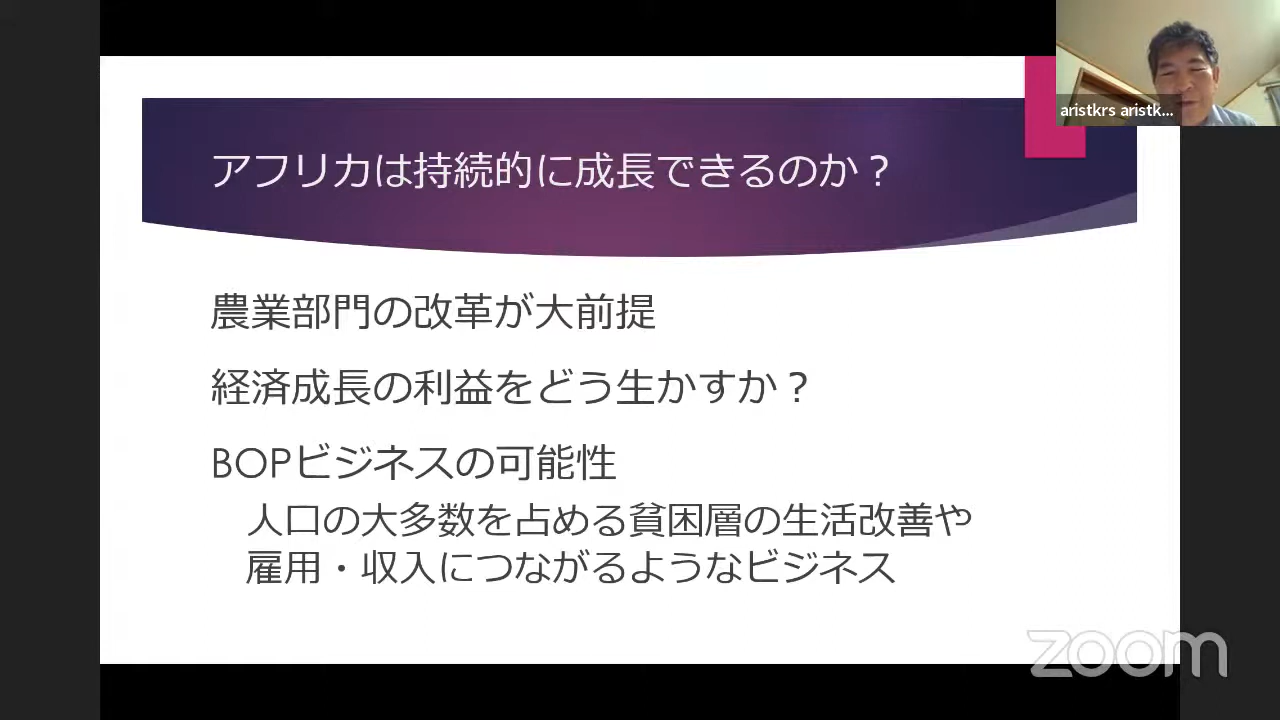 aristkrs aristk...
アフリカは持続的に成長できるのか？
農業部門の改革が大前提
経済成長の利益をどう生かすか？
BOPビジネスの可能性
人口の大多数を占める貧困層の生活改善や
雇用・収入につながるようなビジネス
zoom